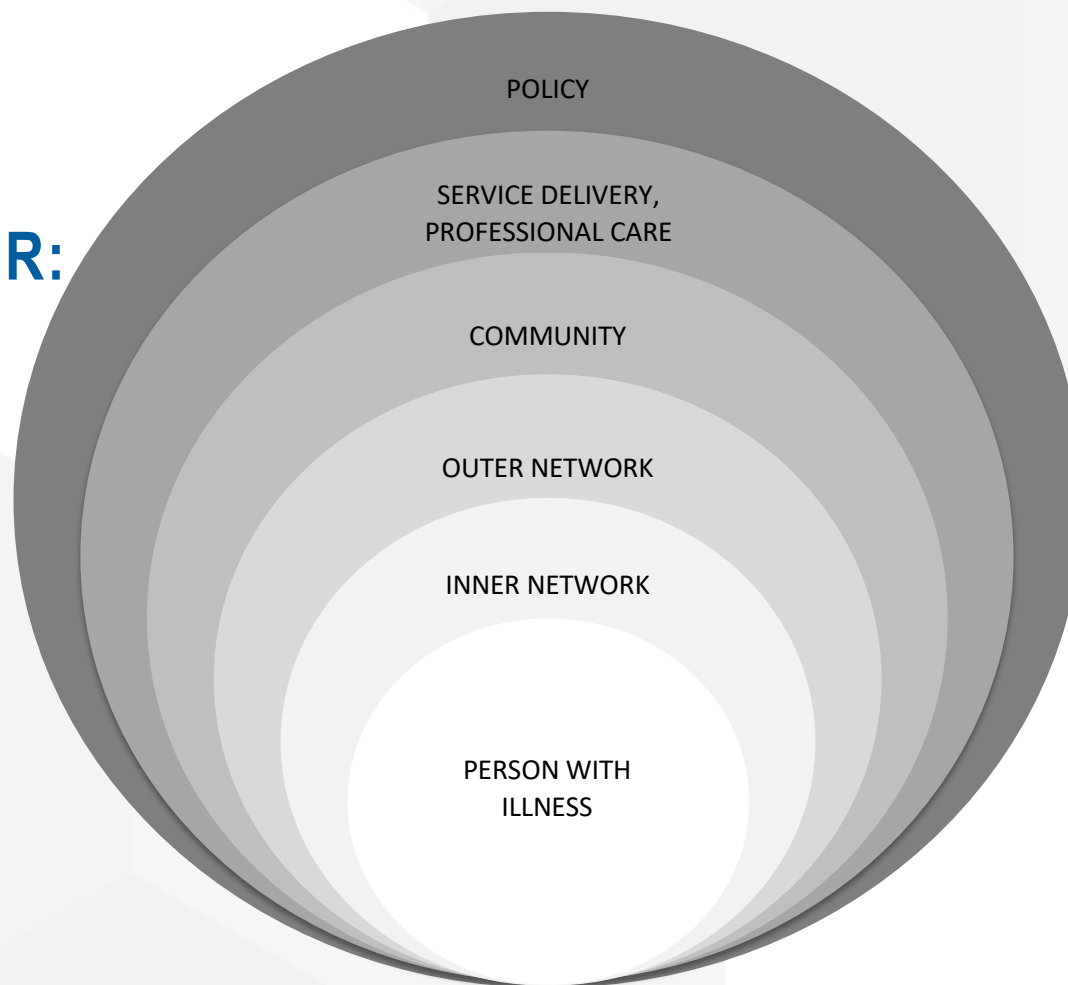 POLICY
SERVICE DELIVERY,
PROFESSIONAL CARE
R:
COMMUNITY
OUTER NETWORK
INNER NETWORK
PERSON WITH
ILLNESS